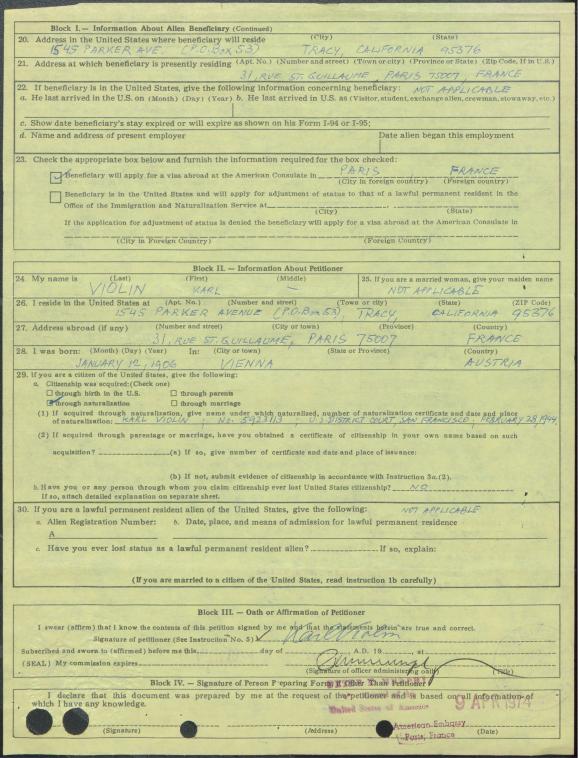 Block I. — Information About Alien Beneficiary (Continued)
20. Address in the United States where beneficiary will reside (City) (State)
1545 PARKER AVE. (P.O.Box 53) TRACY, CALIFORNIA 95376
21. Address at which beneficiary is presently residing (Apt. No.) (Number and street) (Town or city) (Province or State) (Zip Code, if in U.S.)
31, RUE ST. GUILLAUME, PARIS 75007, FRANCE
22. If beneficiary is in the United States, give the following information concerning beneficiary: NOT APPLICABLE
a. He last arrived in the U.S. on (Month) (Day) (Year) b. He last arrived in U.S. as (Visitor, student, exchange alien, crewman, stowaway, etc.)
c. Show date beneficiary's stay expired or will expire as shown on his Form I-94 or I-95;
d. Name and address of present employer Date alien began this employment
23. Check the appropriate box below and furnish the information required for the box checked:
Beneficiary will apply for a visa abroad at the American Consulate in PARIS FRANCE
(City in foreign country) (Foreign country)
Beneficiary is in the United States and will apply for adjustment of status to that of a lawful permanent resident in the
Office of the Immigration and Naturalization Service at
(City) (State)
If the application for adjustment of status is denied the beneficiary will apply for a visa abroad at the American Consulate in
(City in Foreign Country) (Foreign Country)
Block II. — Information About Petitioner
24. My name is (Last) (First) (Middle) 25. If you are a married woman, give your maiden name
VIOLIN KARL — NOT APPLICABLE
26. I reside in the United States at (Apt. No.) (Number and street) (Town or city) (State) (ZIP Code)
1545 PARKER AVENUE (P.O.Box 53), TRACY, CALIFORNIA 95376
27. Address abroad (if any) (Number and street) (City or town) (Province) (Country)
31, RUE ST. GUILLAUME, PARIS 75007 FRANCE
28. I was born: (Month) (Day) (Year) In: (City or town) (State or Province) (Country)
JANUARY 12, 1906 VIENNA AUSTRIA
29. If you are a citizen of the United States, give the following:
a. Citizenship was acquired: (Check one)
through birth in the U.S. through parents
through naturalization through marriage
(1) If acquired through naturalization, give name under which naturalized, number of naturalization certificate and date and place
of naturalization: KARL VIOLIN ; No. 5923113 ; U.S DISTRICT COURT, SAN FRANCISCO, FEBRUARY 28, 1944.
(2) If acquired through parentage or marriage, have you obtained a certificate of citizenship in your own name based on such
acquisition? (a) If so, give number of certificate and date and place of issuance:
(b) If not, submit evidence of citizenship in accordance with Instruction 3a.(2).
b. Have you or any person through whom you claim citizenship ever lost United States citizenship? NO
If so, attach detailed explanation on separate sheet.
30. If you are a lawful permanent resident alien of the United States, give the following: NOT APPLICABLE
a. Alien Registration Number: b. Date, place, and means of admission for lawful permanent residence
A
c. Have you ever lost status as a lawful permanent resident alien? If so, explain:
(If you are married to a citizen of the United States, read instruction 1b carefully)
Block III. — Oath or Affirmation of Petitioner
I swear (affirm) that I know the contents of this petition signed by me and that the statements herein are true and correct.
Signature of petitioner (See Instruction No. 5) Karl Violin
Subscribed and sworn to (affirmed) before me this day of A.D. 19 , at
(SEAL) My commission expires
(Signature of officer administering oath) (Title)
Block IV. — Signature of Person Preparing Form Other Than Petitioner
I declare that this document was prepared by me at the request of the petitioner and is based on all information of
which I have any knowledge.
United States of America
9 APR 1974
American Embassy
Paris, France
(Signature) (Address) (Date)